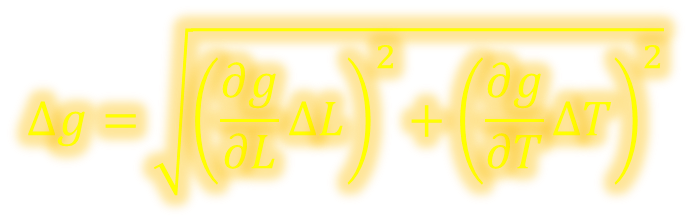 Δg = √((∂g/∂L ΔL)² + (∂g/∂T ΔT)²)